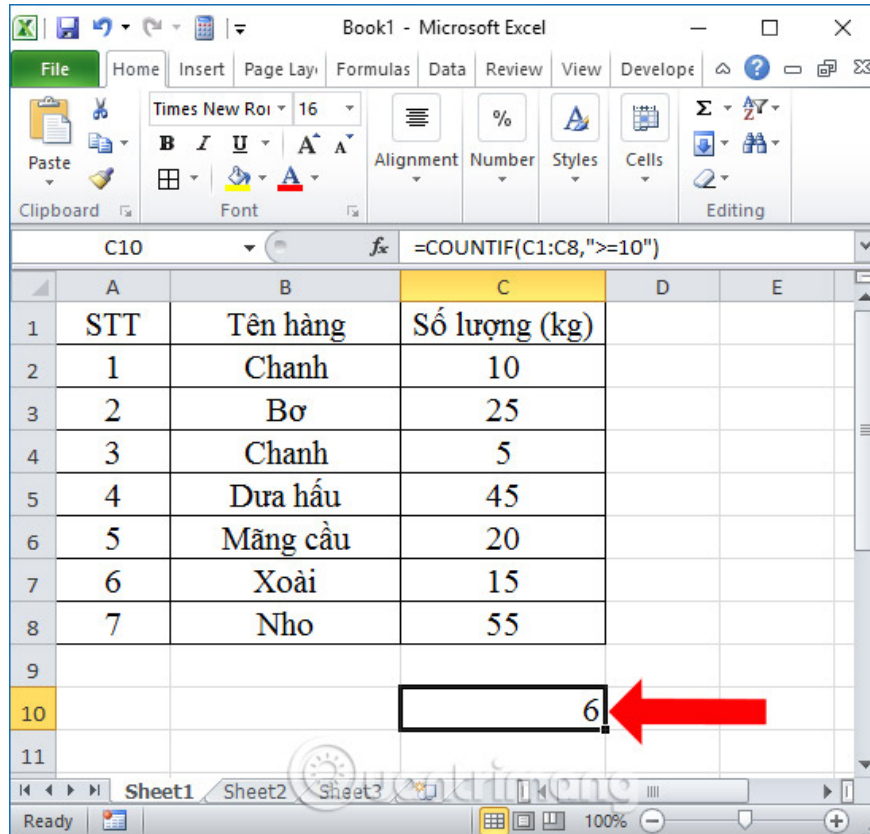 Book1 - Microsoft Excel
File Home Insert Page Layı Formulas Data Review View Develope
Times New Roı 16
B I U A A
Paste Alignment Number Styles Cells
Clipboard Font Editing
C10 fx =COUNTIF(C1:C8,">=10")
A B C D E
1 STT Tên hàng Số lượng (kg)
2 1 Chanh 10
3 2 Bơ 25
4 3 Chanh 5
5 4 Dưa hấu 45
6 5 Mãng cầu 20
7 6 Xoài 15
8 7 Nho 55
9
10 6
11
Quantrimang
Sheet1 Sheet2 Sheet3
Ready 100%